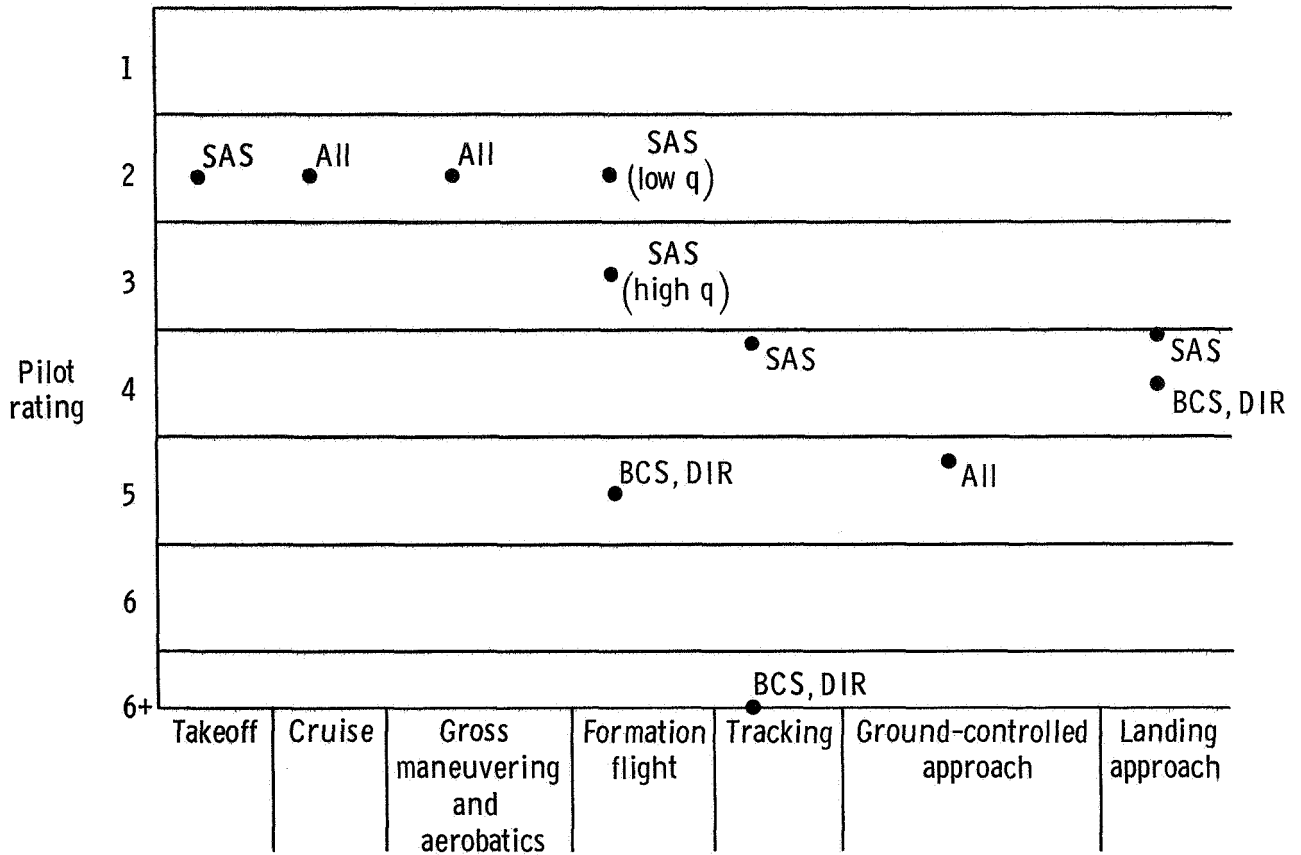 1
SAS
All
All
SAS
(low q)
2
SAS
(high q)
3
SAS
SAS
Pilot
rating
4
BCS, DIR
BCS, DIR
All
5
6
BCS, DIR
6+
Takeoff
Cruise
Gross
maneuvering
and
aerobatics
Formation
flight
Tracking
Ground-controlled
approach
Landing
approach